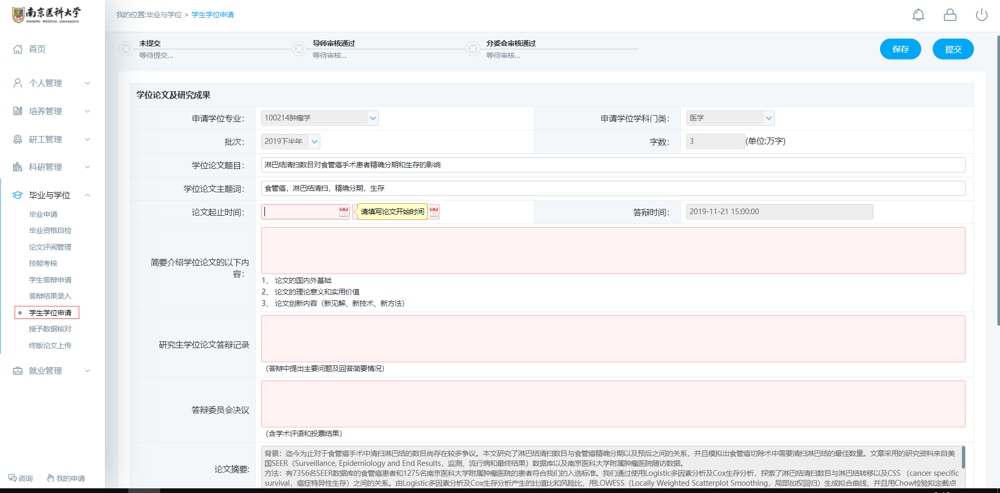 南京医科大学
NANJING MEDICAL UNIVERSITY
我的位置:毕业与学位 > 学生学位申请
首页
个人管理
培养管理
研工管理
科研管理
毕业与学位
毕业申请
毕业资格自检
论文评阅管理
技能考核
学生答辩申请
答辩结果录入
学生学位申请
授予数据核对
终版论文上传
就业管理
咨询 我的申请
未提交
等待提交...
导师审核通过
等待审核...
分委会审核通过
等待审核...
保存 提交
学位论文及研究成果
申请学位专业: 100214肿瘤学 申请学位学科门类: 医学
批次: 2019下半年 字数: 3 (单位:万字)
学位论文题目: 淋巴结清扫数目对食管癌手术患者精确分期和生存的影响
学位论文主题词: 食管癌，淋巴结清扫，精确分期，生存
论文起止时间: 请填写论文开始时间 答辩时间: 2019-11-21 15:00:00
简要介绍学位论文的以下内
容:
1、 论文的国内外基础
2、 论文的理论意义和实用价值
3、 论文创新内容（新见解、新技术、新方法）
研究生学位论文答辩记录
（答辩中提出主要问题及回答简要情况）
答辩委员会决议
（含学术评语和投票结果）
论文摘要:
背景：迄今为止对于食管癌手术中清扫淋巴结的数目尚存在较多争议。本文研究了淋巴结清扫数目与食管癌精确分期以及预后之间的关系，并且模拟出食管癌切除术中需要清扫淋巴结的最佳数量。文章采用的研究资料来自美
国SEER（Surveillance, Epidemiology and End Results，监测、流行病和最终结果）数据库以及南京医科大学附属肿瘤医院随访数据。
方法：有7356名SEER数据库的食管癌患者和1275名南京医科大学附属肿瘤医院的患者符合我们的入选标准。我们通过使用Logistic多因素分析及Cox生存分析，探索了淋巴结清扫数目与淋巴结转移以及CSS （cancer specific
survival，癌症特异性生存）之间的关系。由Logistic多因素分析及Cox生存分析产生的比值比和风险比，用LOWESS（Locally Weighted Scatterplot Smoothing，局部加权回归）生成拟合曲线，并且用Chow检验拟定截点